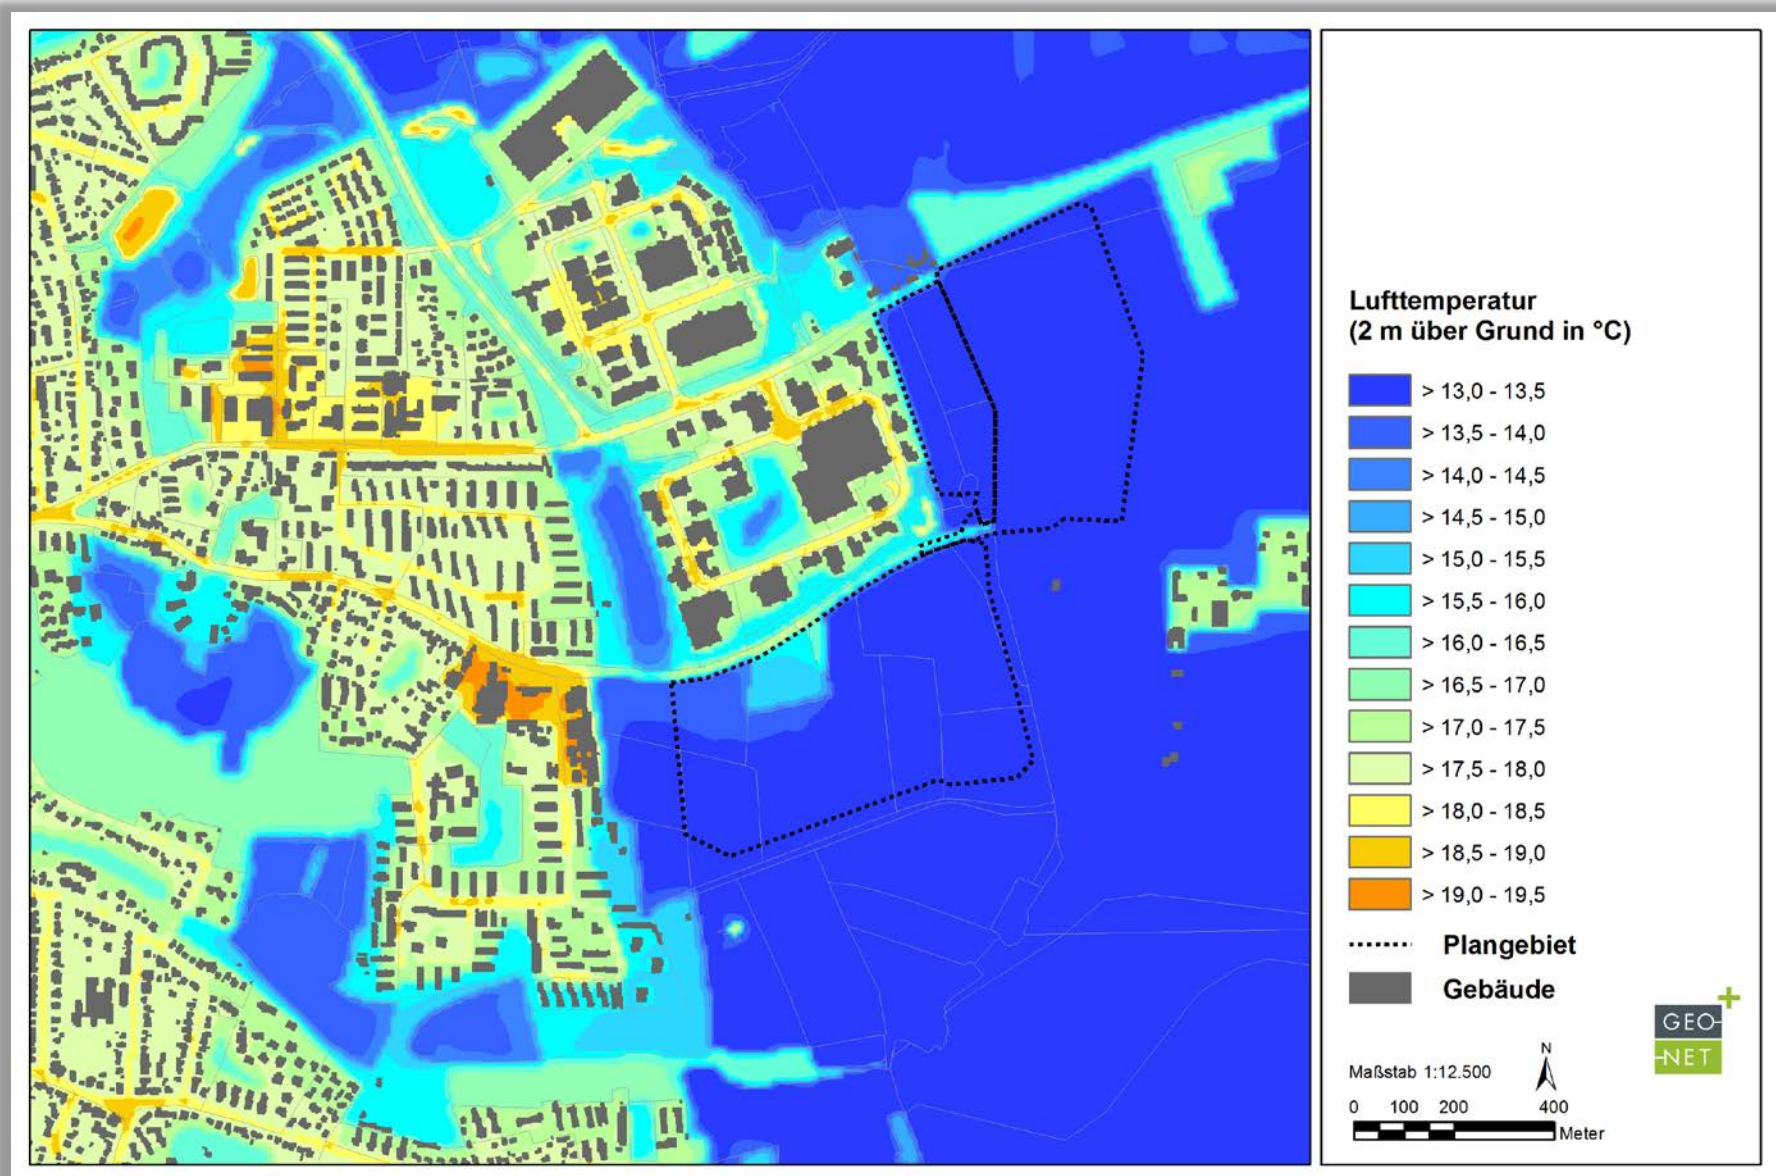 Lufttemperatur
(2 m über Grund in °C)
> 13,0 - 13,5
> 13,5 - 14,0
> 14,0 - 14,5
> 14,5 - 15,0
> 15,0 - 15,5
> 15,5 - 16,0
> 16,0 - 16,5
> 16,5 - 17,0
> 17,0 - 17,5
> 17,5 - 18,0
> 18,0 - 18,5
> 18,5 - 19,0
> 19,0 - 19,5
Plangebiet
Gebäude
GEO-
-NET
N
Maßstab 1:12.500
0 100 200 400
Meter